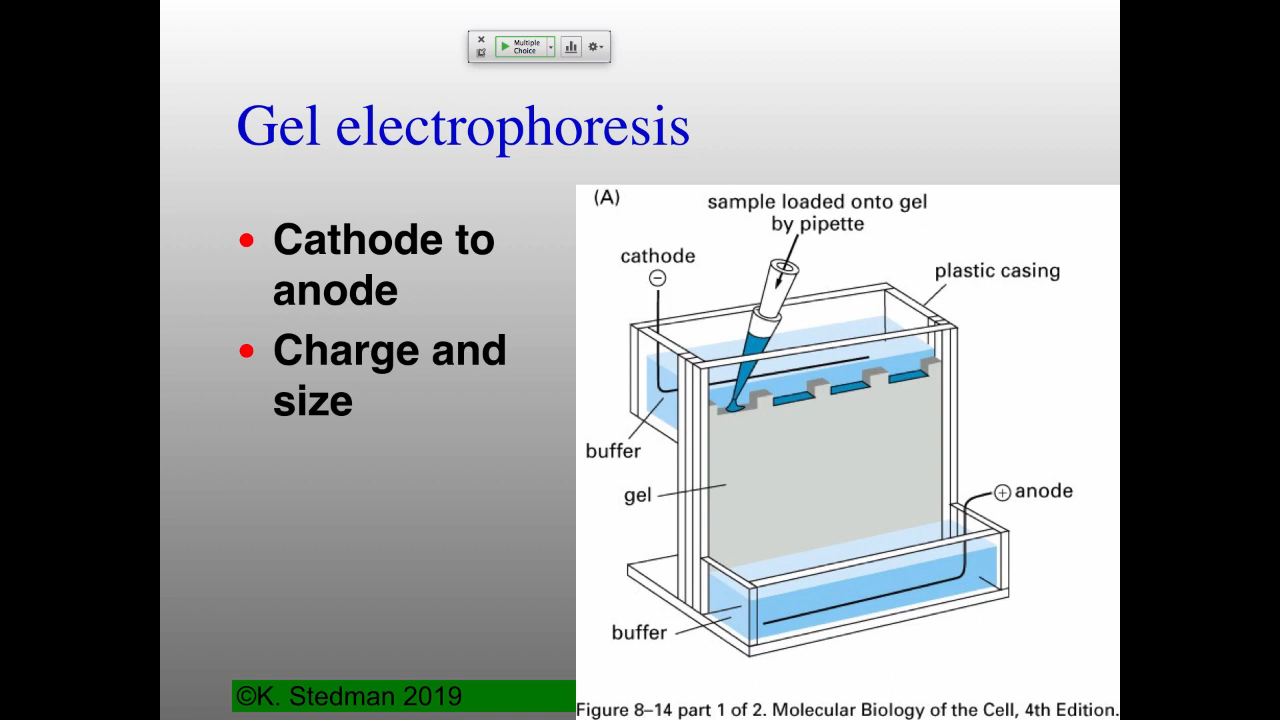 Multiple
Choice
Gel electrophoresis
• Cathode to
anode
• Charge and
size
(A)
sample loaded onto gel
by pipette
cathode
−
plastic casing
buffer
gel
+ anode
buffer
©K. Stedman 2019
Figure 8–14 part 1 of 2. Molecular Biology of the Cell, 4th Edition.